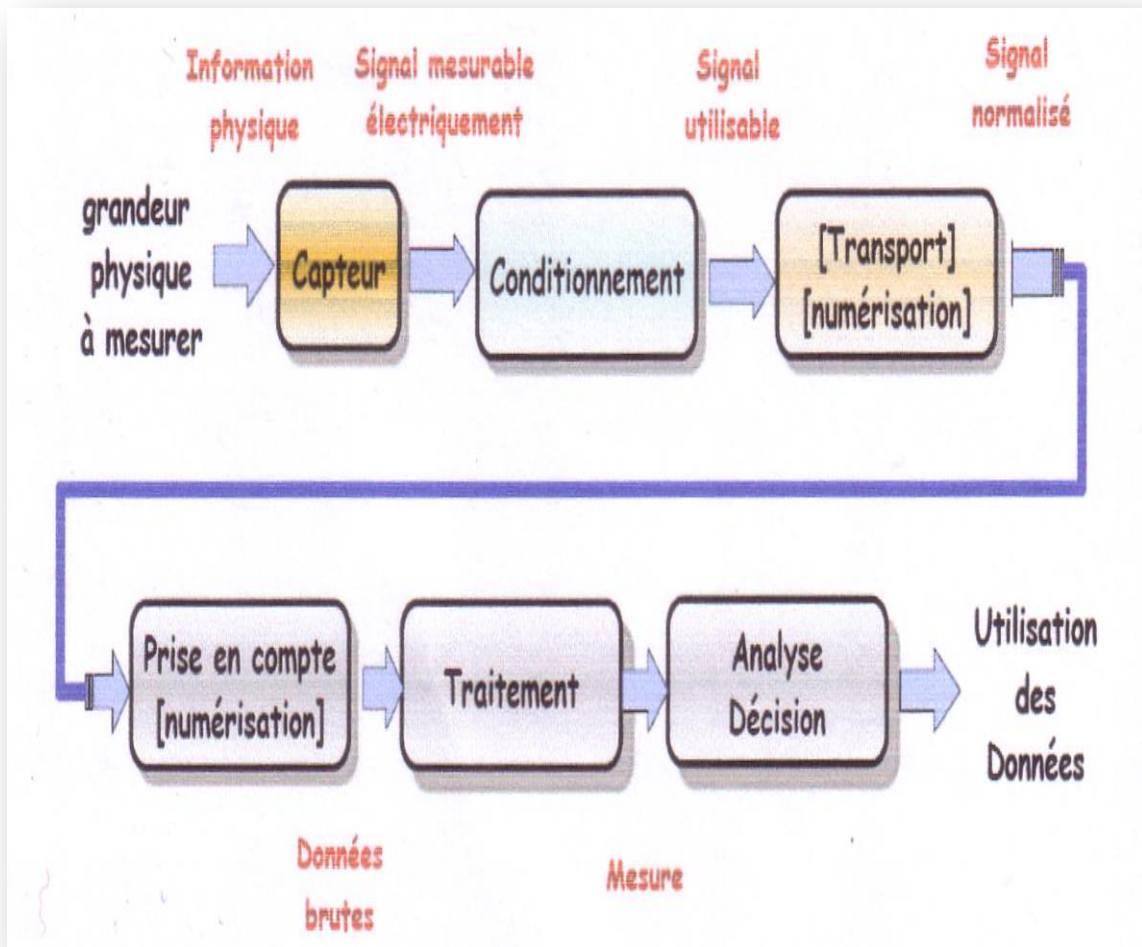 Information
physique
Signal mesurable
électriquement
Signal
utilisable
Signal
normalisé
grandeur
physique
à mesurer
Capteur
Conditionnement
[Transport]
[numérisation]
Prise en compte
[numérisation]
Traitement
Analyse
Décision
Utilisation
des
Données
Données
brutes
Mesure